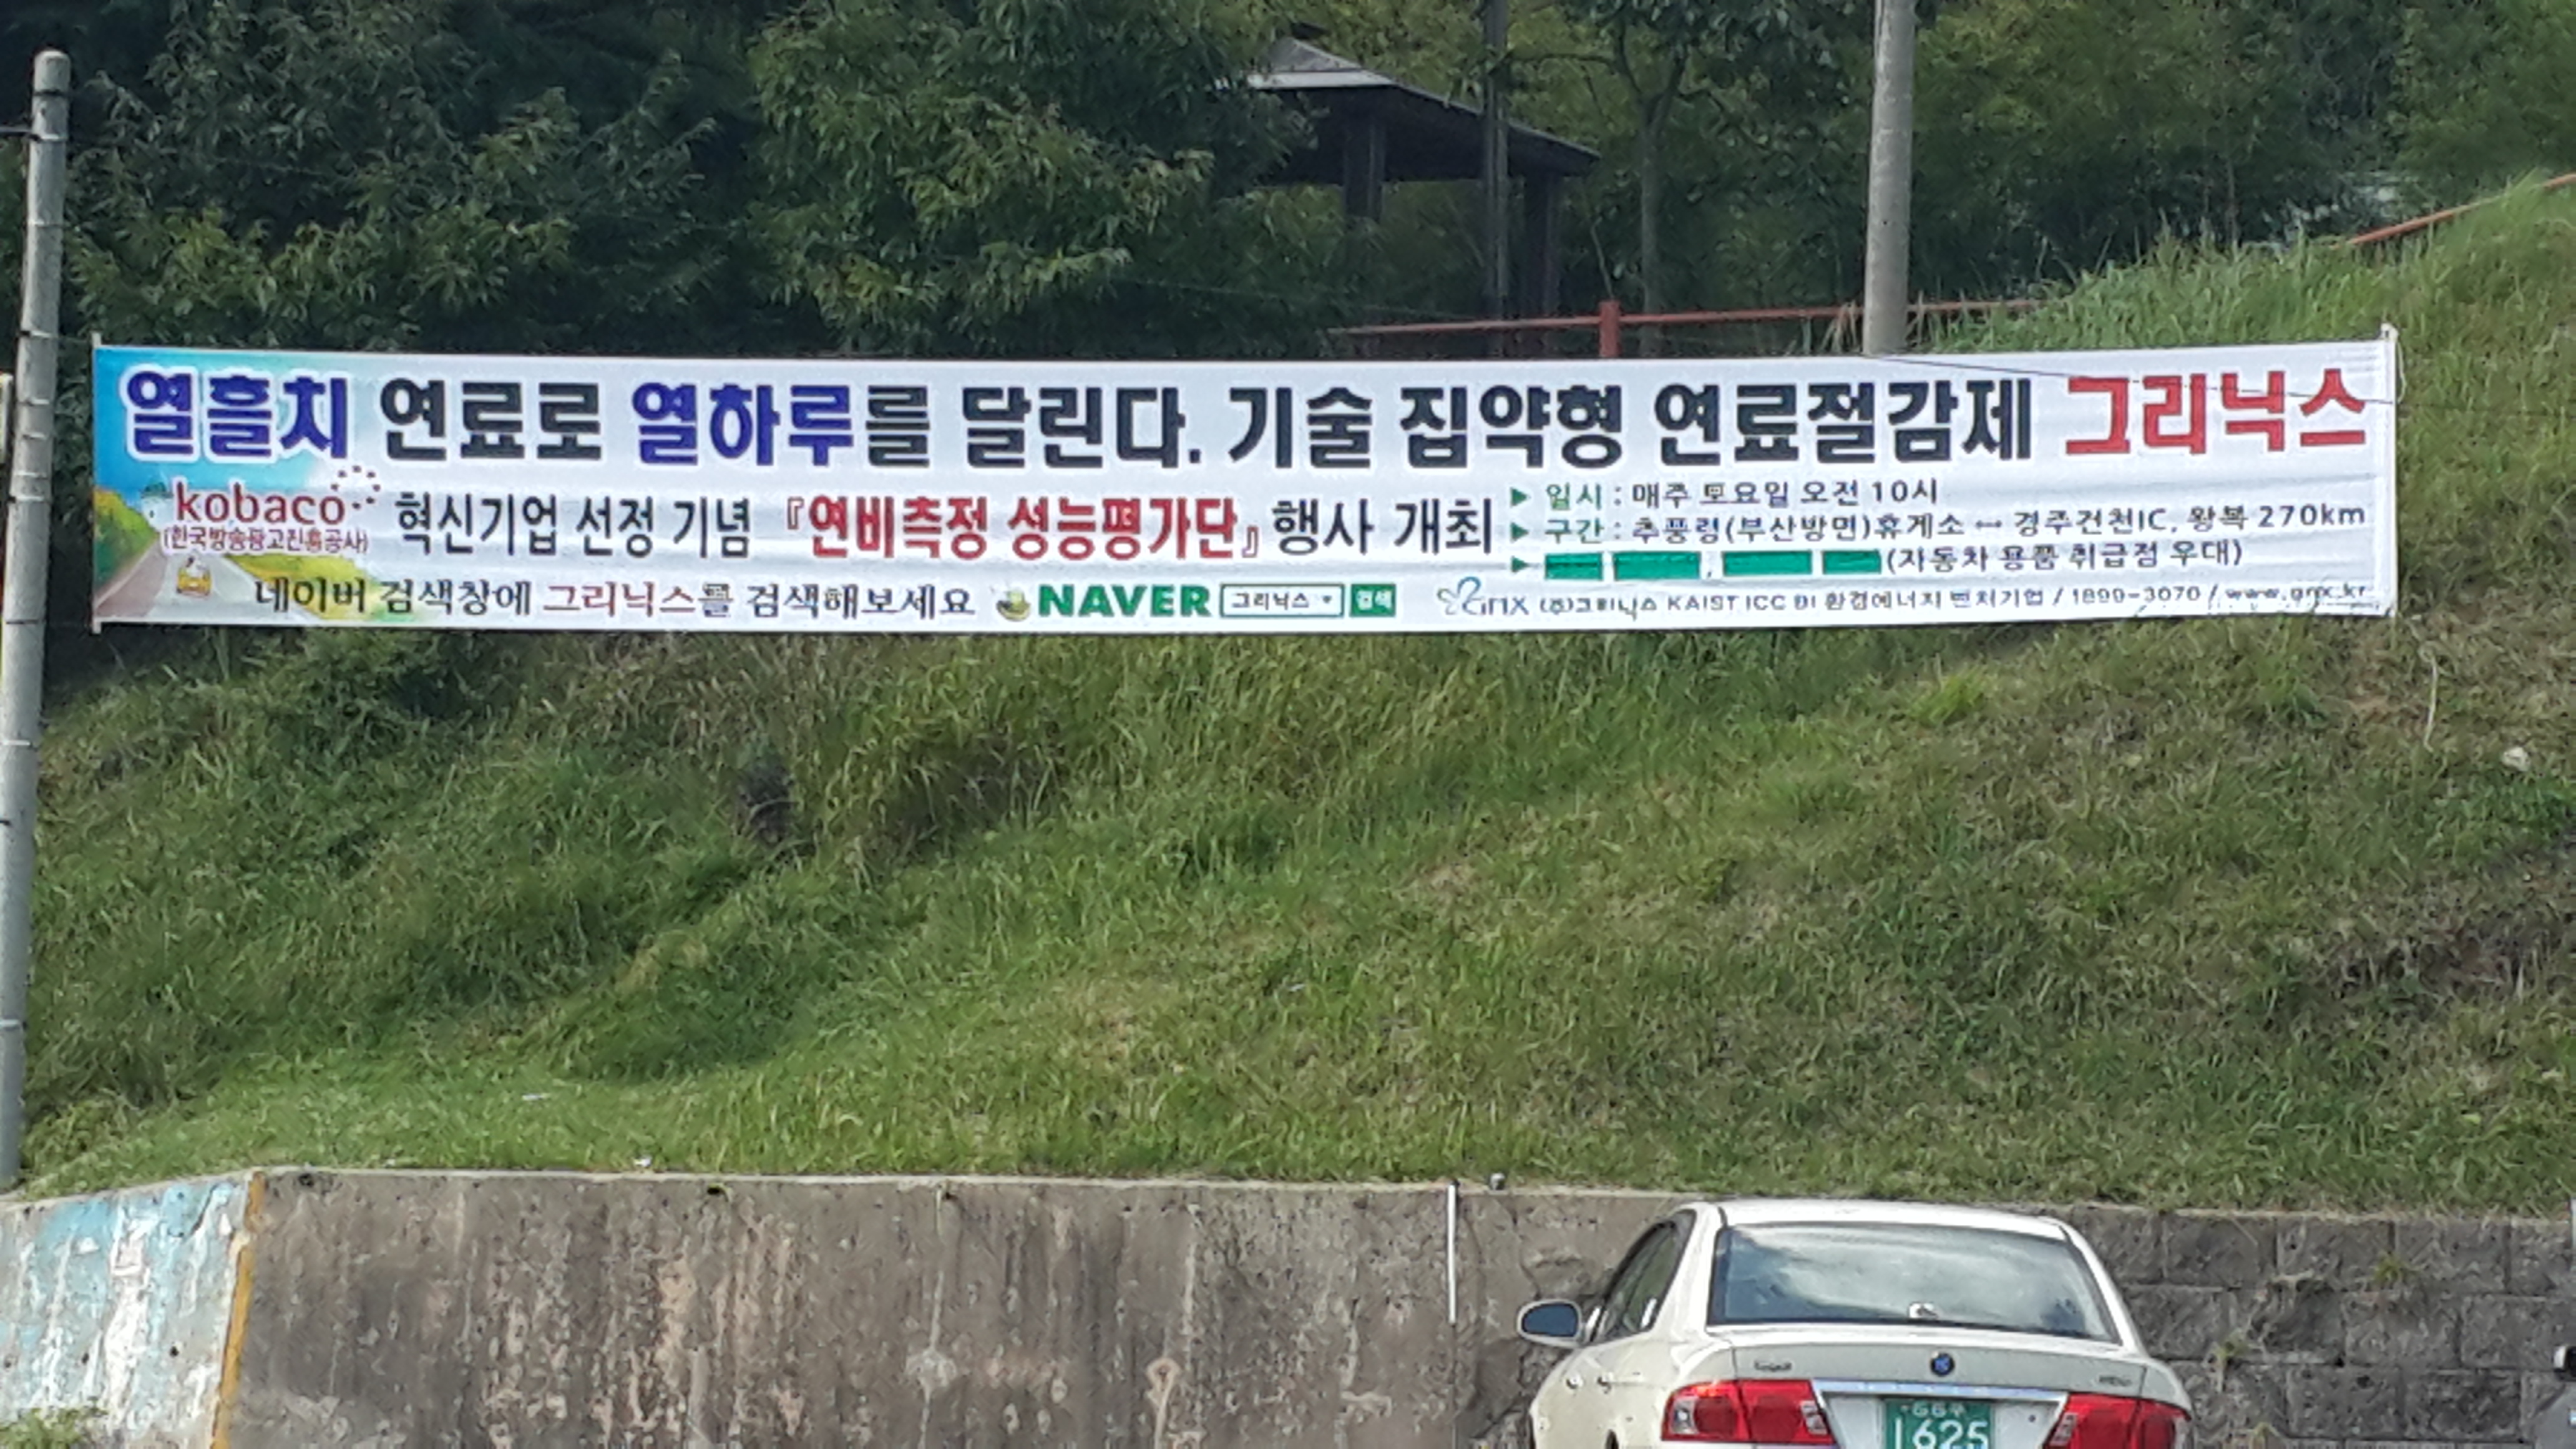 열흘치 연료로 열하루를 달린다. 기술 집약형 연료절감제 그리닉스
kobaco
(한국방송광고진흥공사)
혁신기업 선정 기념 『연비측정 성능평가단』 행사 개최
▶ 일시 : 매주 토요일 오전 10시
▶ 구간 : 추풍령(부산방면)휴게소 ↔ 경주건천IC, 왕복 270km
▶ (자동차 용품 취급점 우대)
네이버 검색창에 그리닉스를 검색해보세요 NAVER 그리닉스 검색
(주)그리닉스 KAIST ICC 환경에너지 벤처기업 / 1899-3070 / www.gnx.kr
1625